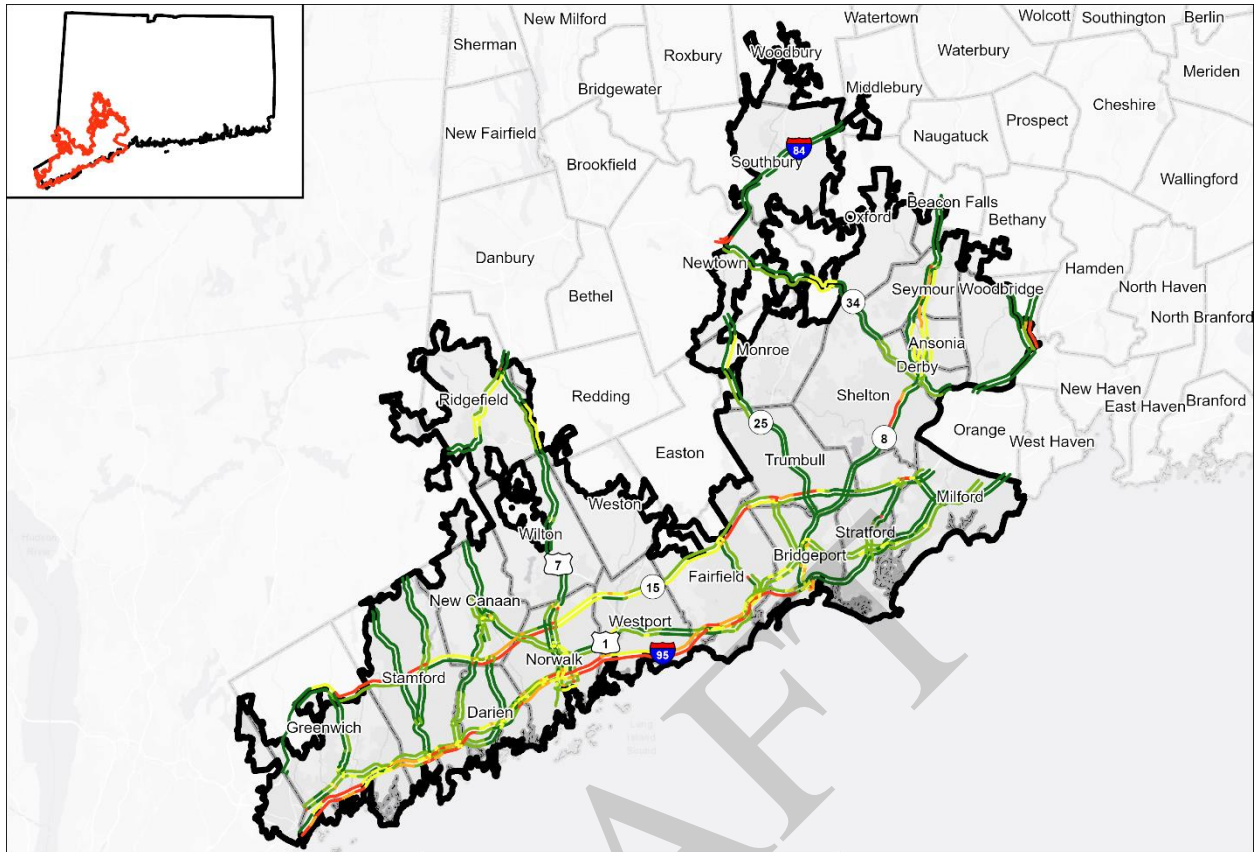 New Milford
Watertown
Wolcott
Southington
Berlin
Sherman
Roxbury
Woodbury
Waterbury
Meriden
Bridgewater
Middlebury
Cheshire
Prospect
New Fairfield
Naugatuck
84
Southbury
Brookfield
Wallingford
Beacon Falls
Oxford
Bethany
Danbury
Newtown
Hamden
Bethel
Seymour
Woodbridge
North Haven
34
North Branford
Monroe
Ansonia
Derby
Ridgefield
Redding
Shelton
New Haven
East Haven
Branford
25
8
Orange
West Haven
Easton
Trumbull
Weston
Milford
Wilton
Stratford
Bridgeport
7
Fairfield
15
New Canaan
Westport
1
95
Norwalk
Stamford
Darien
Greenwich
AFT